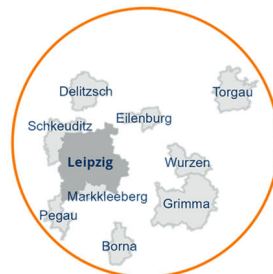 Delitzsch
Torgau
Eilenburg
Schkeuditz
Leipzig
Wurzen
Markkleeberg
Grimma
Pegau
Borna